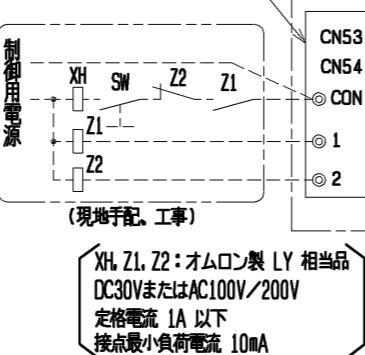 制御用電源
XH SW Z2 Z1
Z1
Z2
CN53
CN54
CON
1
2
(現地手配、工事)
XH, Z1, Z2:オムロン製 LY 相当品
DC30VまたはAC100V/200V
定格電流 1A 以下
接点最小負荷電流 10mA